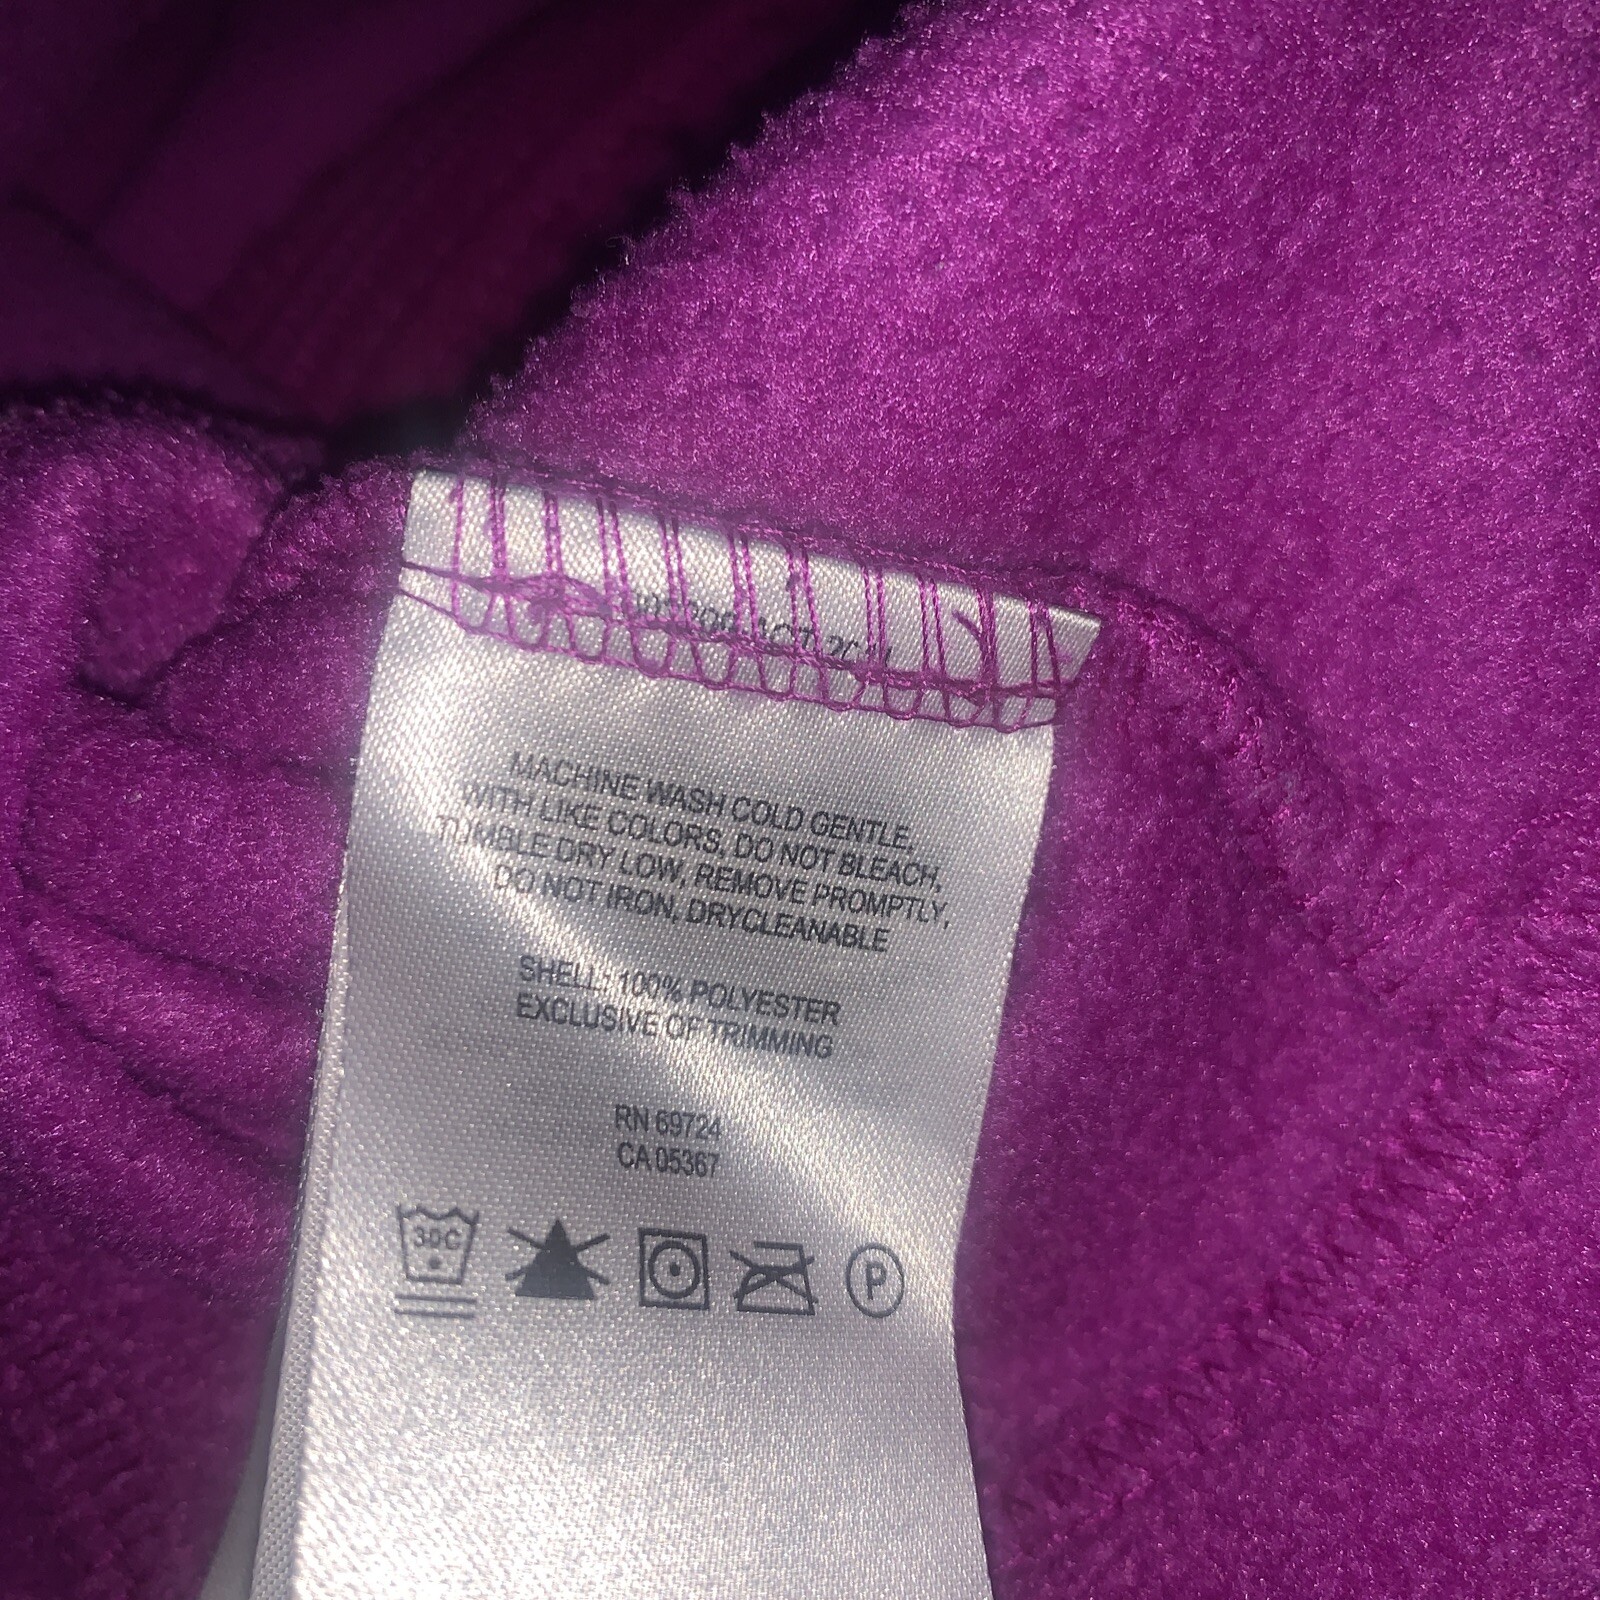 MACHINE WASH COLD GENTLE,
WITH LIKE COLORS, DO NOT BLEACH,
TUMBLE DRY LOW, REMOVE PROMPTLY,
DO NOT IRON, DRYCLEANABLE
SHELL: 100% POLYESTER
EXCLUSIVE OF TRIMMING
RN 69724
CA 05367
30C
P